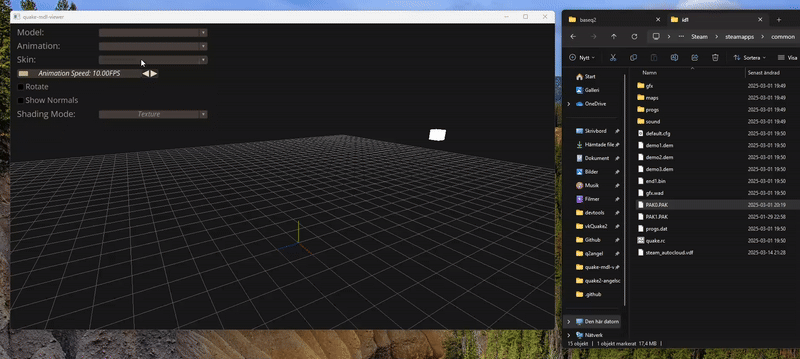 quake-mdl-viewer
Model:
Animation:
Skin:
Animation Speed: 10.00FPS
Rotate
Show Normals
Shading Mode: Texture
baseq2
id1
Steam
steamapps
common
Nytt
Sortera
Visa
Start
Galleri
OneDrive
Skrivbord
Hämtade file
Dokument
Bilder
Musik
Filmer
devtools
vkQuake2
Github
q2angel
quake-mdl-v
quake2-angelsc
.github
Den här datorn
Nätverk
Namn Senast ändrad
gfx 2025-03-01 19:49
maps 2025-03-01 19:49
progs 2025-03-01 19:49
sound 2025-03-01 19:49
default.cfg 2025-03-01 19:50
demo1.dem 2025-03-01 19:50
demo2.dem 2025-03-01 19:50
demo3.dem 2025-03-01 19:50
end1.bin 2025-03-01 19:50
gfx.wad 2025-03-01 19:50
PAK0.PAK 2025-03-01 20:19
PAK1.PAK 2025-01-29 22:58
progs.dat 2025-03-01 19:50
quake.rc 2025-03-01 19:50
steam_autocloud.vdf 2025-03-14 21:28
15 objekt 1 objekt markerat 17,4 MB